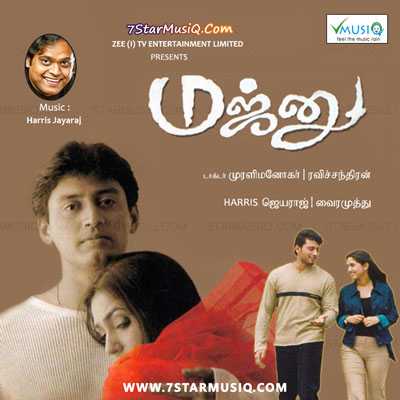 7StarMusiQ.Com
ZEE (I) TV ENTERTAINMENT LIMITED
PRESENTS
VMUSIQ
feel the music rain
Music :
Harris Jayaraj
மஜ்னு
டாக்டர் முரளிமனோகர் | ரவிச்சந்திரன்
HARRIS ஜெயராஜ் | வைரமுத்து
WWW.7STARMUSIQ.COM